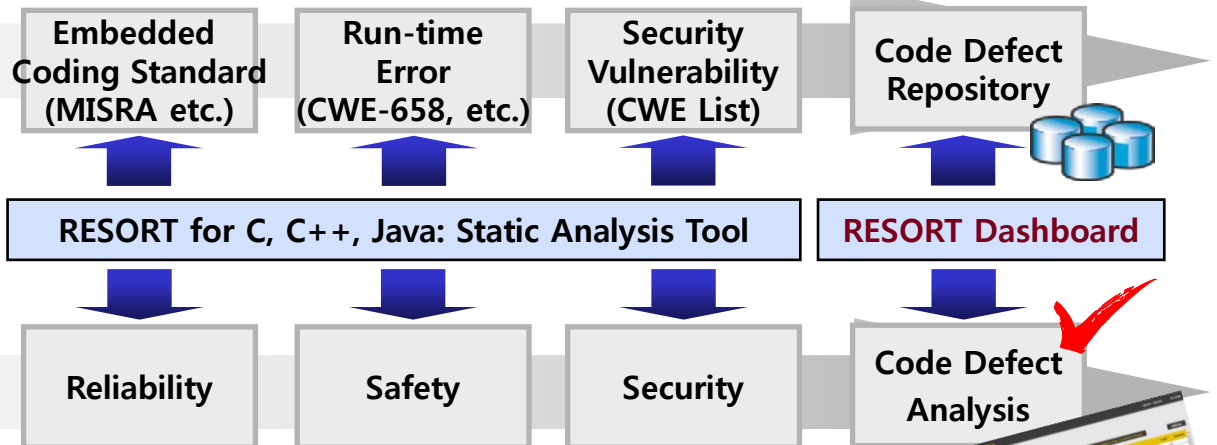 Embedded
Coding Standard
(MISRA etc.)
Run-time
Error
(CWE-658, etc.)
Security
Vulnerability
(CWE List)
Code Defect
Repository
RESORT for C, C++, Java: Static Analysis Tool
RESORT Dashboard
Reliability
Safety
Security
Code Defect
Analysis